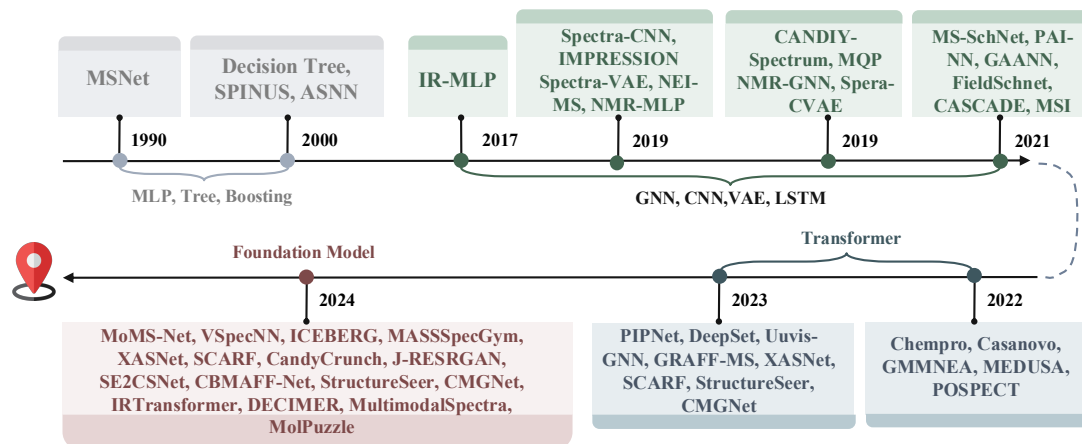 MSNet
Decision Tree,
SPINUS, ASNN
IR-MLP
Spectra-CNN,
IMPRESSION
Spectra-VAE, NEI-
MS, NMR-MLP
CANDIY-
Spectrum, MQP
NMR-GNN, Spera-
CVAE
MS-SchNet, PAI-
NN, GAANN,
FieldSchnet,
CASCADE, MSI
1990
2000
2017
2019
2019
2021
MLP, Tree, Boosting
GNN, CNN,VAE, LSTM
Foundation Model
Transformer
2024
2023
2022
MoMS-Net, VSpecNN, ICEBERG, MASSSpecGym,
XASNet, SCARF, CandyCrunch, J-RESRGAN,
SE2CSNet, CBMAFF-Net, StructureSeer, CMGNet,
IRTransformer, DECIMER, MultimodalSpectra,
MolPuzzle
PIPNet, DeepSet, Uuvis-
GNN, GRAFF-MS, XASNet,
SCARF, StructureSeer,
CMGNet
Chempro, Casanovo,
GMMNEA, MEDUSA,
POSPECT